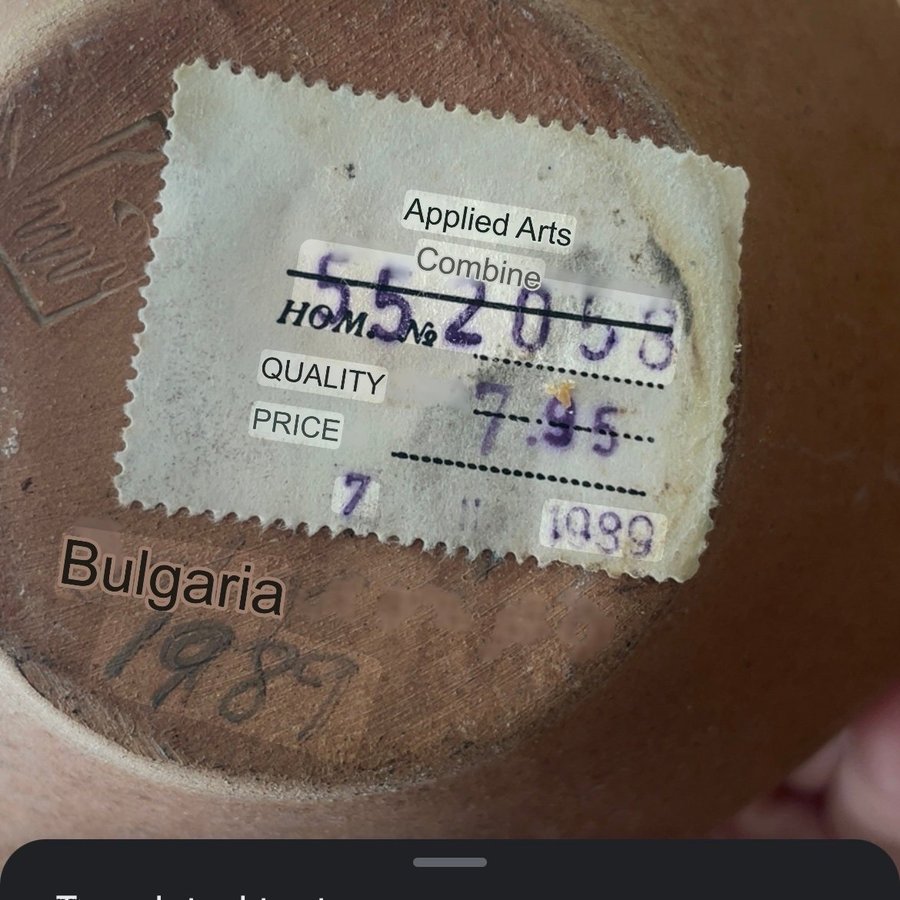 Applied Arts
Combine
552058
НОМ. №
QUALITY
7.95
PRICE
7 1989
Bulgaria
1989